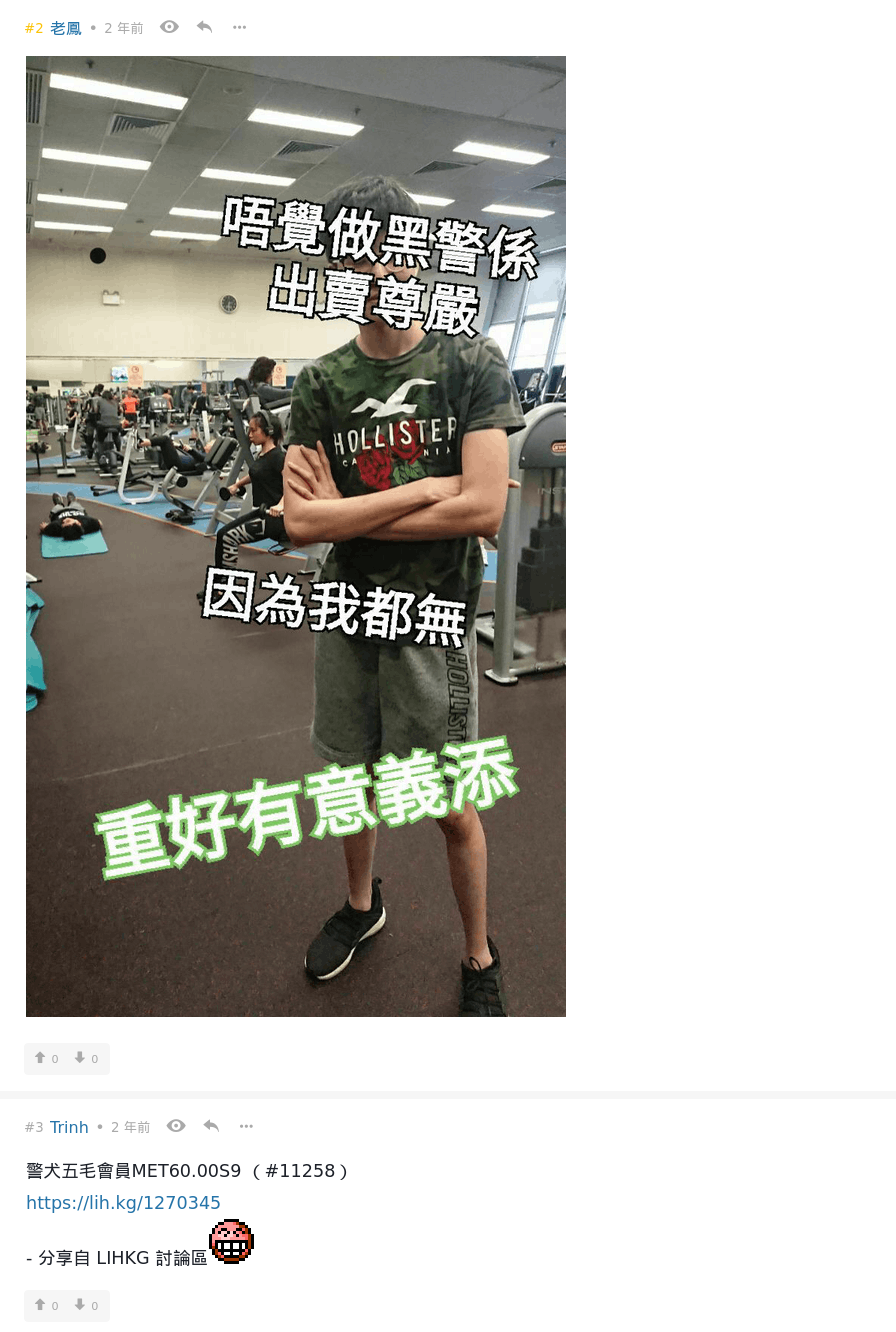 #2 老鳳 • 2 年前
唔覺做黑警係
出賣尊嚴
HOLLISTER
因為我都無
重好有意義添
0 0
#3 Trinh • 2 年前
警犬五毛會員MET60.00S9 （#11258）
https://lih.kg/1270345
- 分享自 LIHKG 討論區
0 0